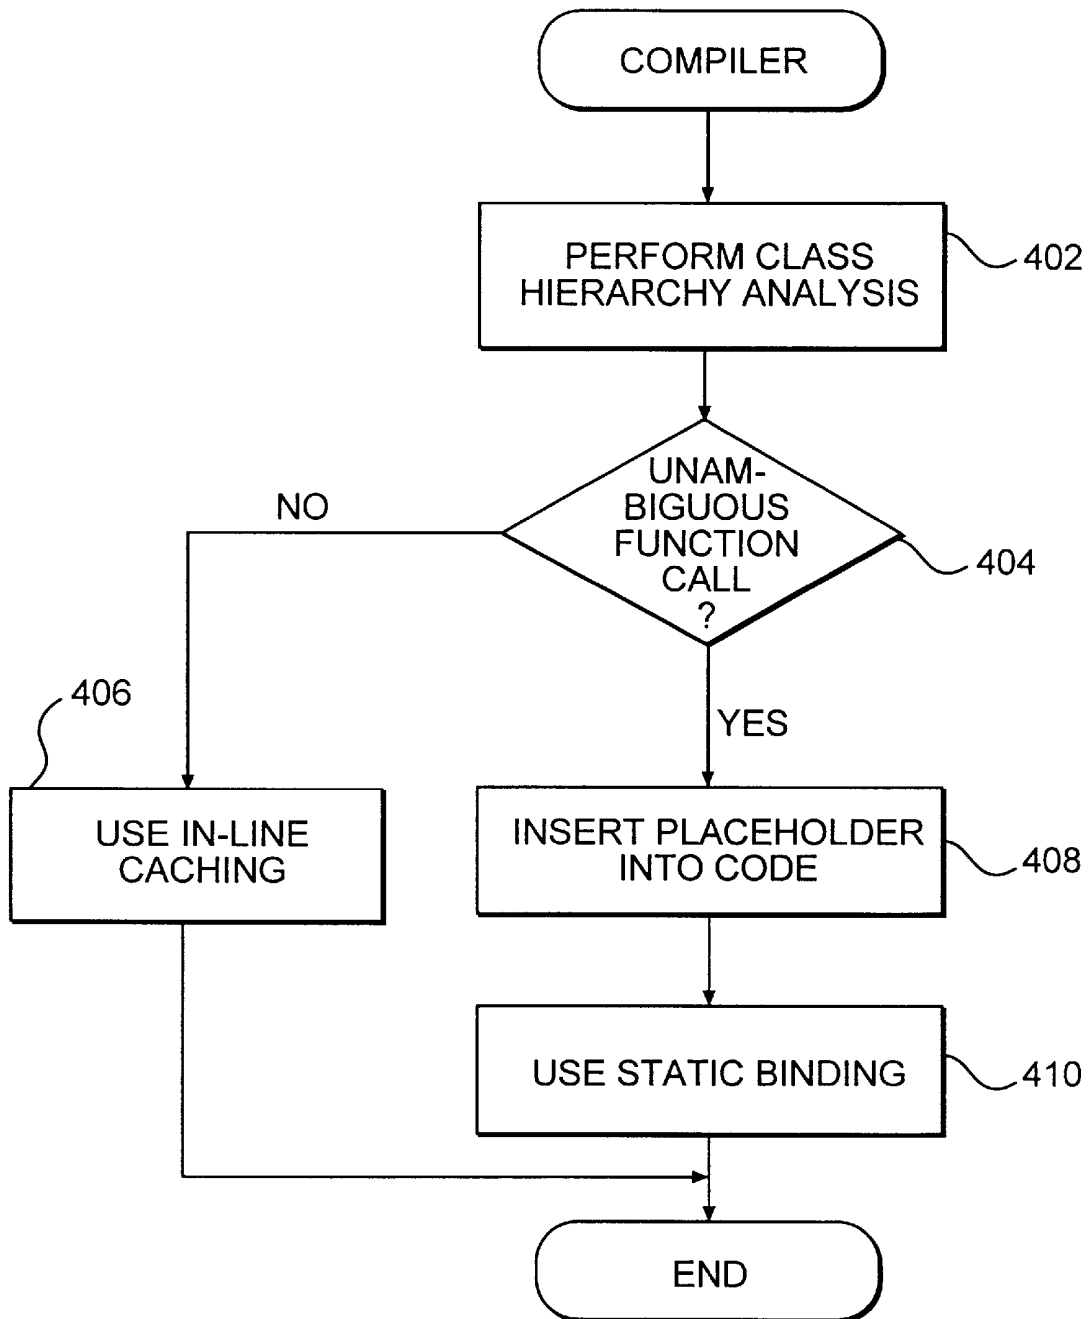 COMPILER
PERFORM CLASS
HIERARCHY ANALYSIS
402
UNAM-
BIGUOUS
FUNCTION
CALL
?
404
NO
YES
406
USE IN-LINE
CACHING
INSERT PLACEHOLDER
INTO CODE
408
USE STATIC BINDING
410
END